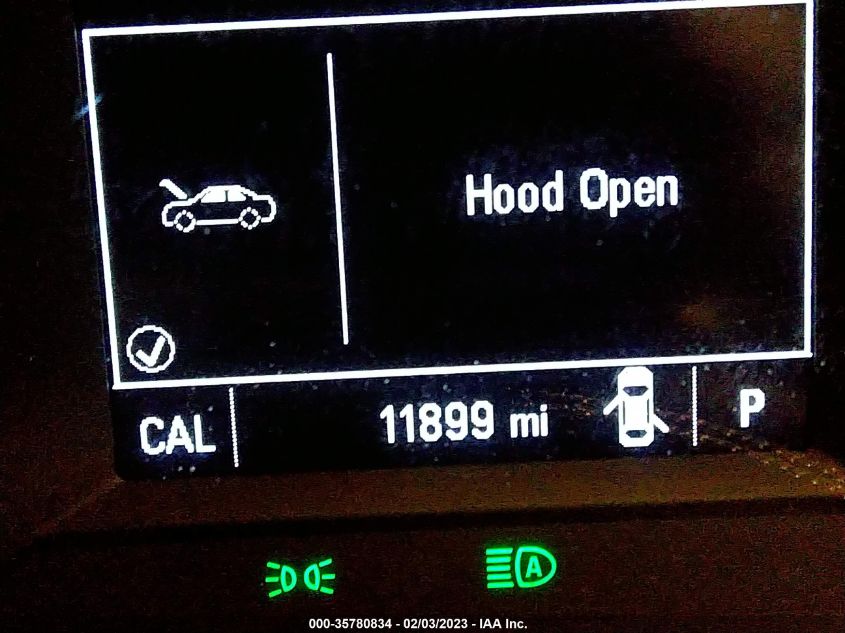 Hood Open
CAL 11899 mi P
A
000-35780834 - 02/03/2023 - IAA Inc.